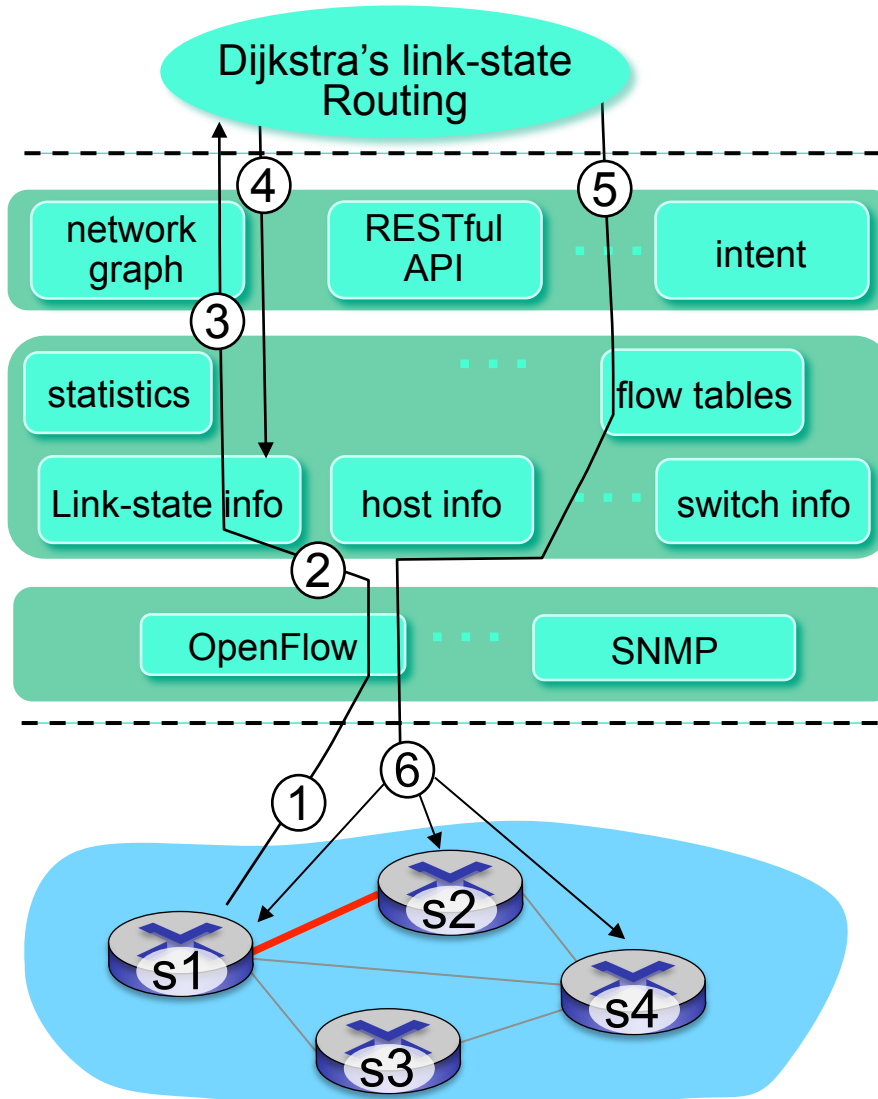 Dijkstra’s link-state
Routing
4
5
network
graph
RESTful
API
. . .
intent
3
statistics
. . .
flow tables
Link-state info
host info
. . .
switch info
2
OpenFlow
. . .
SNMP
1
6
s2
s1
s4
s3